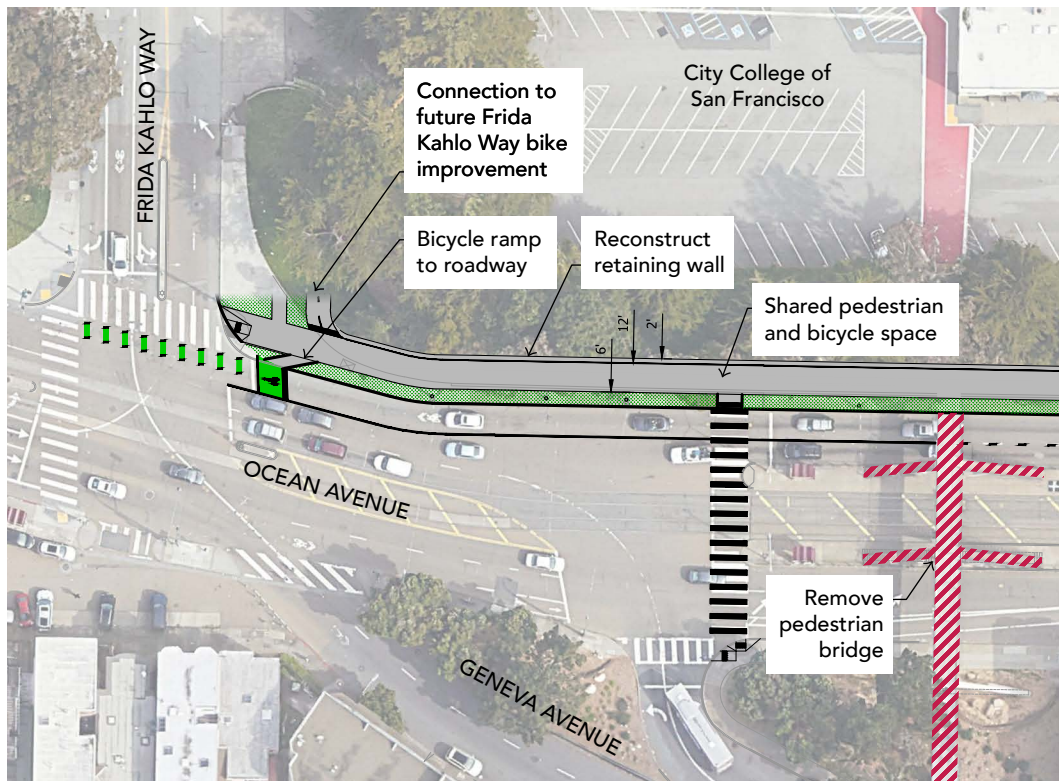 FRIDA KAHLO WAY
Connection to
future Frida
Kahlo Way bike
improvement
City College of
San Francisco
Bicycle ramp
to roadway
Reconstruct
retaining wall
Shared pedestrian
and bicycle space
12'
2'
6'
OCEAN AVENUE
Remove
pedestrian
bridge
GENEVA AVENUE